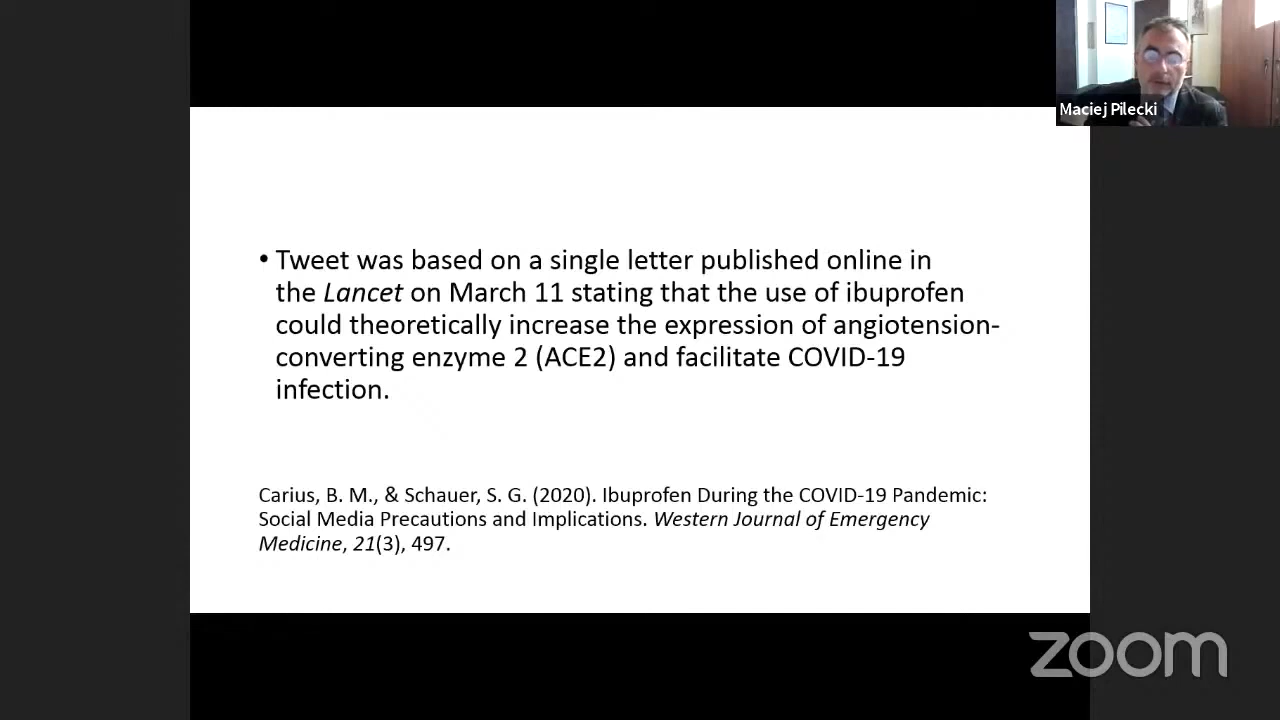 Maciej Pilecki
• Tweet was based on a single letter published online in
the Lancet on March 11 stating that the use of ibuprofen
could theoretically increase the expression of angiotension-
converting enzyme 2 (ACE2) and facilitate COVID-19
infection.
Carius, B. M., & Schauer, S. G. (2020). Ibuprofen During the COVID-19 Pandemic:
Social Media Precautions and Implications. Western Journal of Emergency
Medicine, 21(3), 497.
zoom